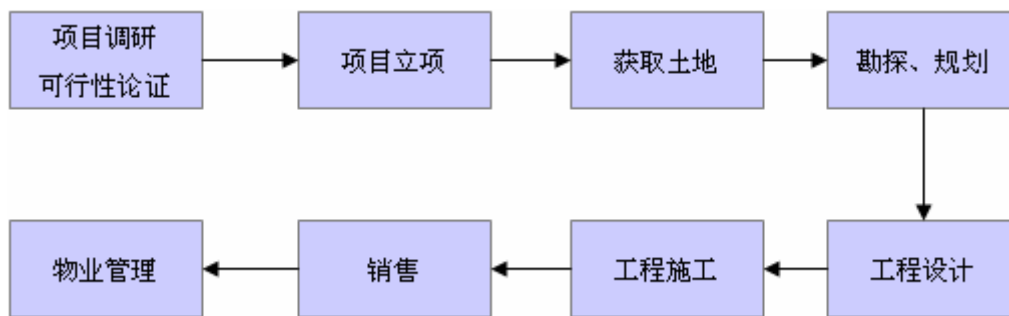 项目调研
可行性论证
项目立项
获取土地
勘探、规划
物业管理
销售
工程施工
工程设计